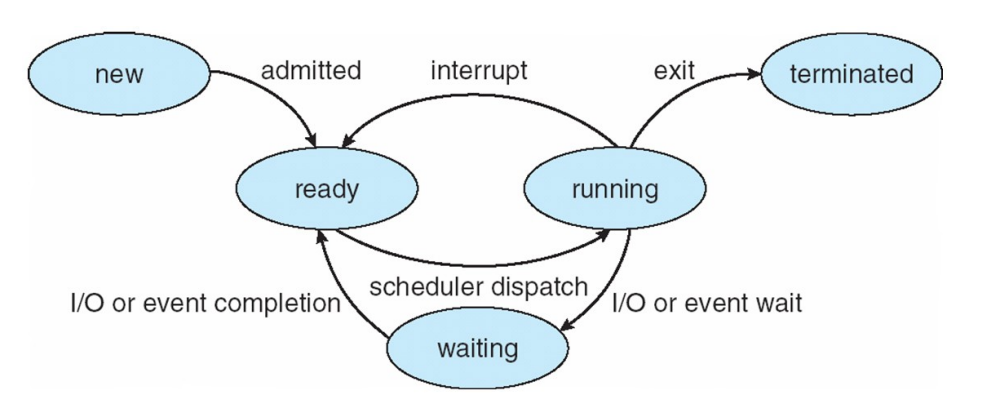 new
admitted
interrupt
exit
terminated
ready
running
scheduler dispatch
I/O or event completion
I/O or event wait
waiting